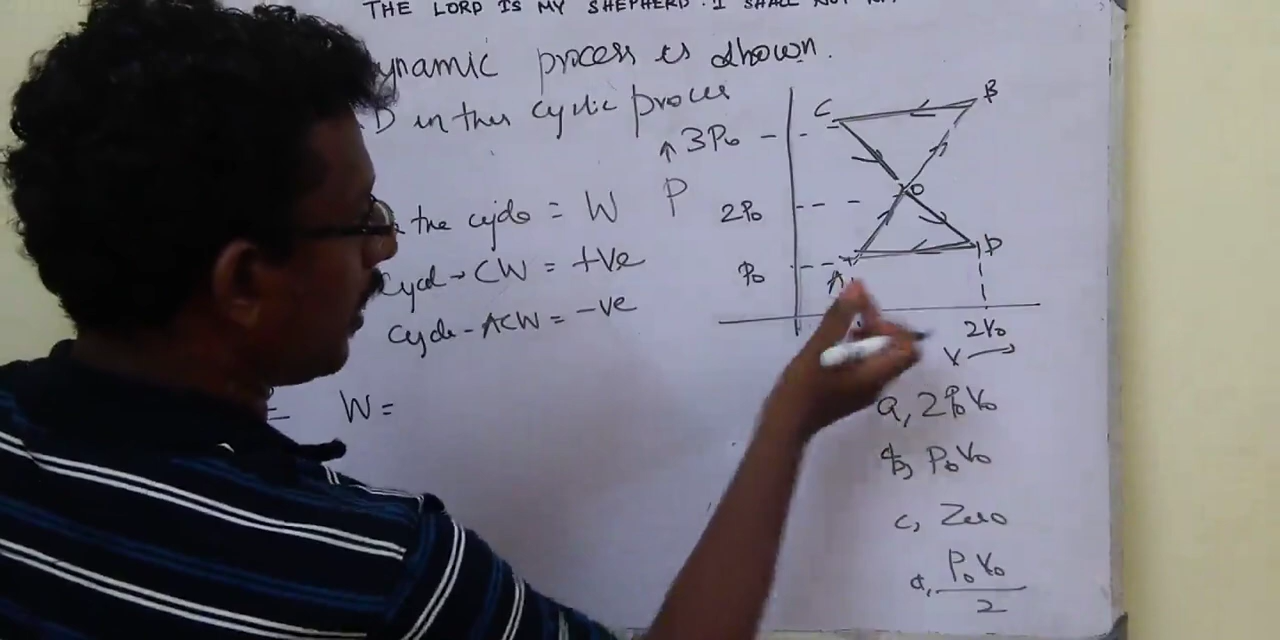 THE LORD IS MY SHEPHERD. I SHALL NOT
ynamic process is shown.
D in this cyclic proces
the cycle = W
Cycle → CW = +Ve
Cycle - ACW = -ve
= W =
C
B
3P₀
↑
P
2P₀
O
P₀
A
D
2V₀
V →
a, 2P₀V₀
b, P₀V₀
c, Zero
d, P₀V₀/2